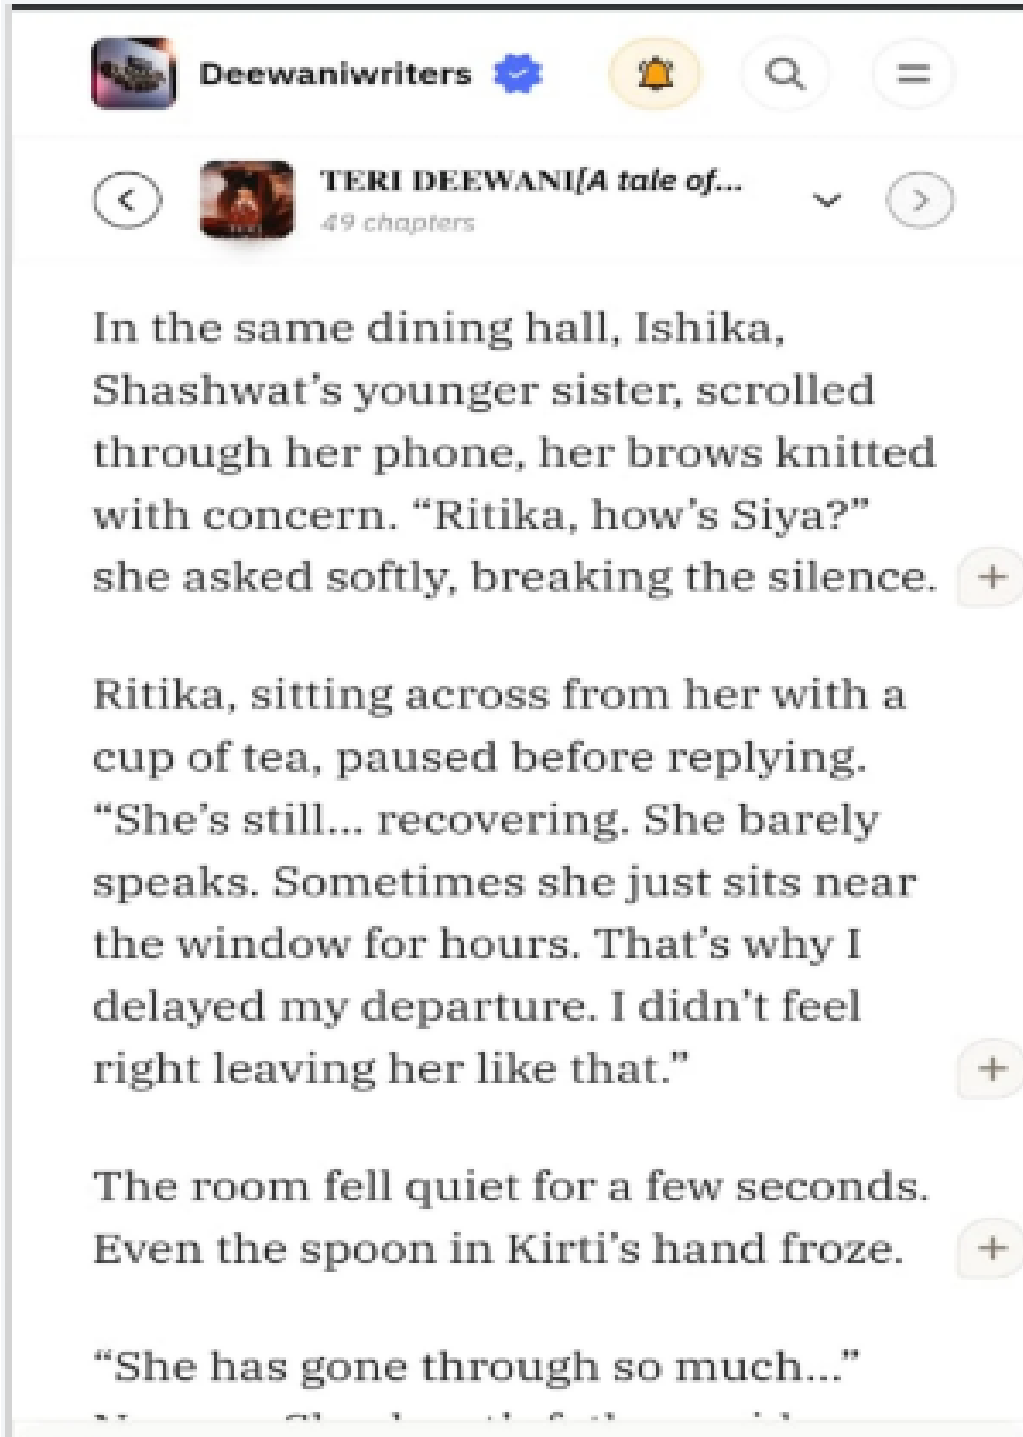 Deewaniwriters
TERI DEEWANI[A tale of...
49 chapters
In the same dining hall, Ishika,
Shashwat’s younger sister, scrolled
through her phone, her brows knitted
with concern. “Ritika, how’s Siya?”
she asked softly, breaking the silence.
Ritika, sitting across from her with a
cup of tea, paused before replying.
“She’s still... recovering. She barely
speaks. Sometimes she just sits near
the window for hours. That’s why I
delayed my departure. I didn’t feel
right leaving her like that.”
The room fell quiet for a few seconds.
Even the spoon in Kirti’s hand froze.
“She has gone through so much...”